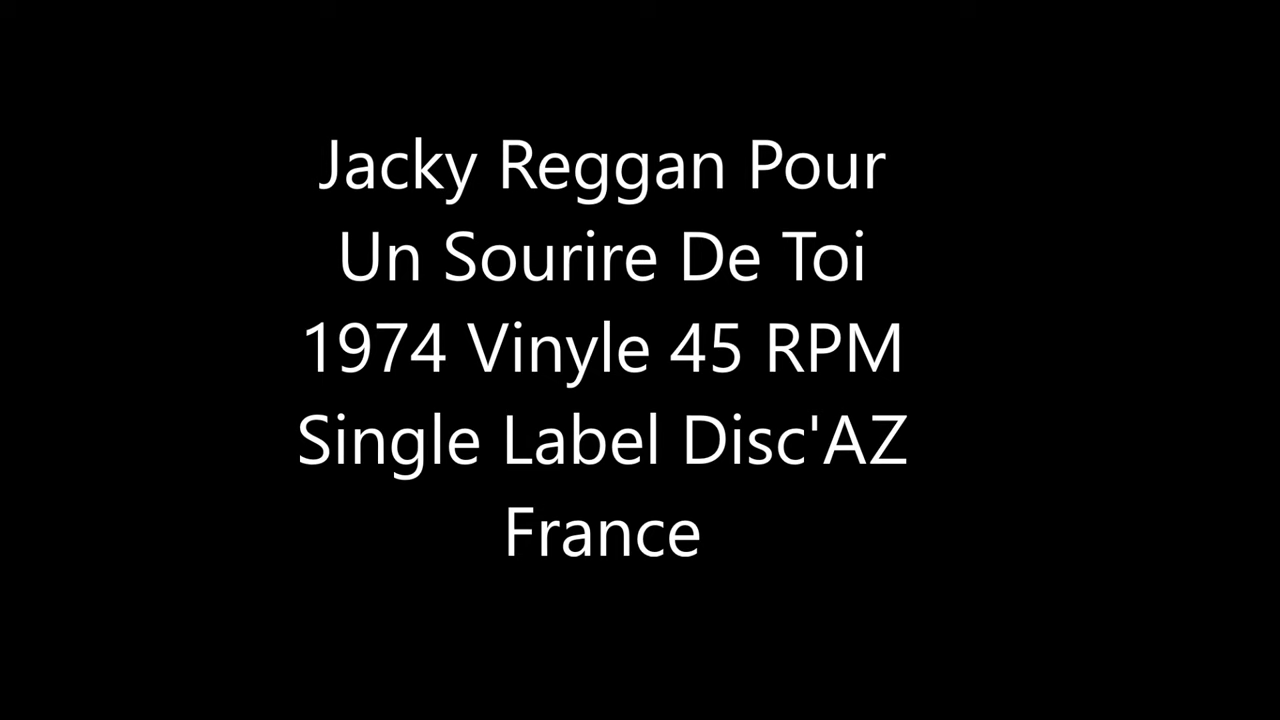 Jacky Reggan Pour
Un Sourire De Toi
1974 Vinyle 45 RPM
Single Label Disc'AZ
France